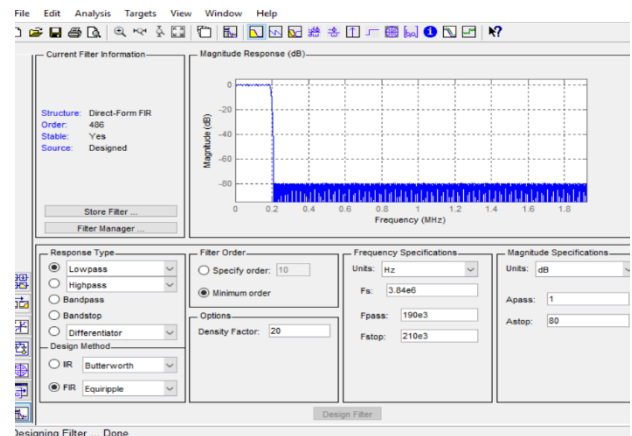 File Edit Analysis Targets View Window Help
Current Filter Information
Structure: Direct-Form FIR
Order: 486
Stable: Yes
Source: Designed
Store Filter ...
Filter Manager ...
Magnitude Response (dB)
Magnitude (dB)
0
-20
-40
-60
-80
0 0.2 0.4 0.6 0.8 1 1.2 1.4 1.6 1.8
Frequency (MHz)
Response Type
Lowpass
Highpass
Bandpass
Bandstop
Differentiator
Design Method
IIR Butterworth
FIR Equiripple
Filter Order
Specify order: 10
Minimum order
Options
Density Factor: 20
Frequency Specifications
Units: Hz
Fs: 3.84e6
Fpass: 190e3
Fstop: 210e3
Magnitude Specifications
Units: dB
Apass: 1
Astop: 80
Design Filter
Designing Filter ... Done